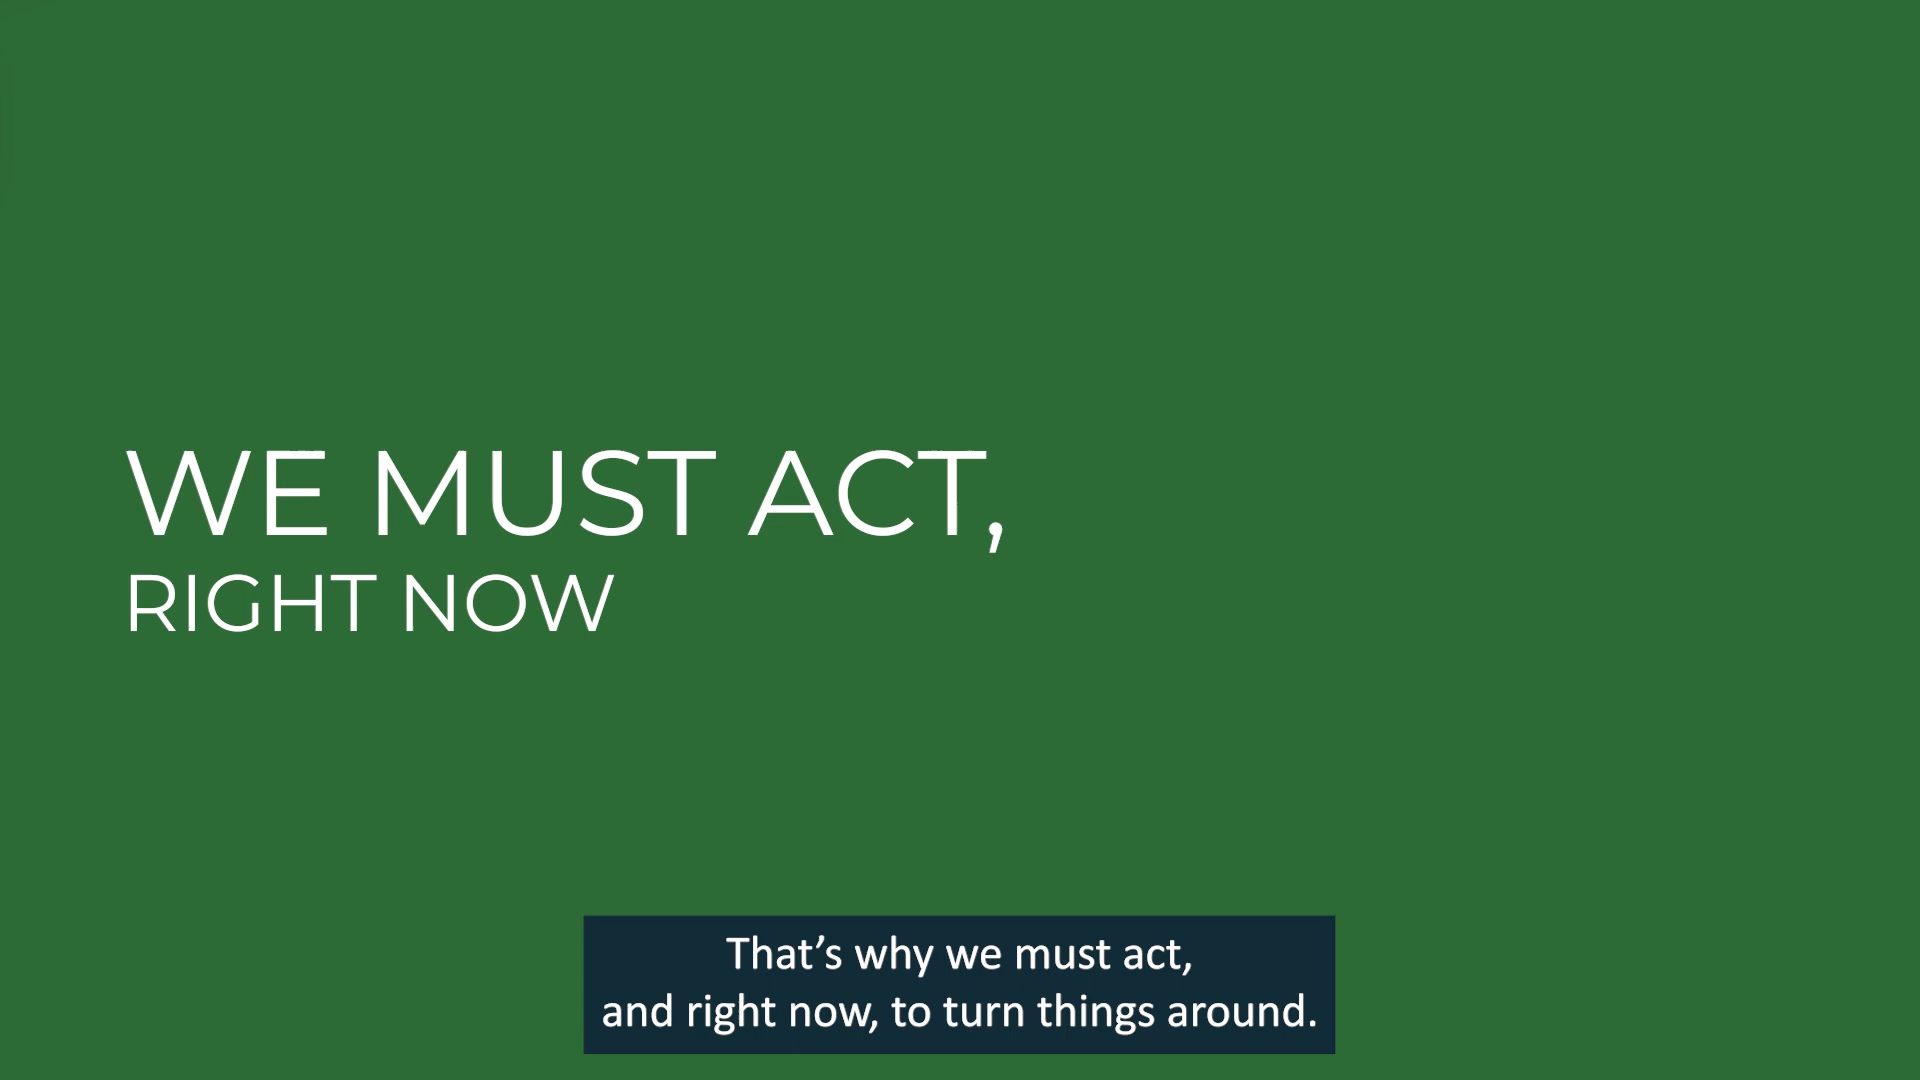 WE MUST ACT,
RIGHT NOW
That’s why we must act,
and right now, to turn things around.